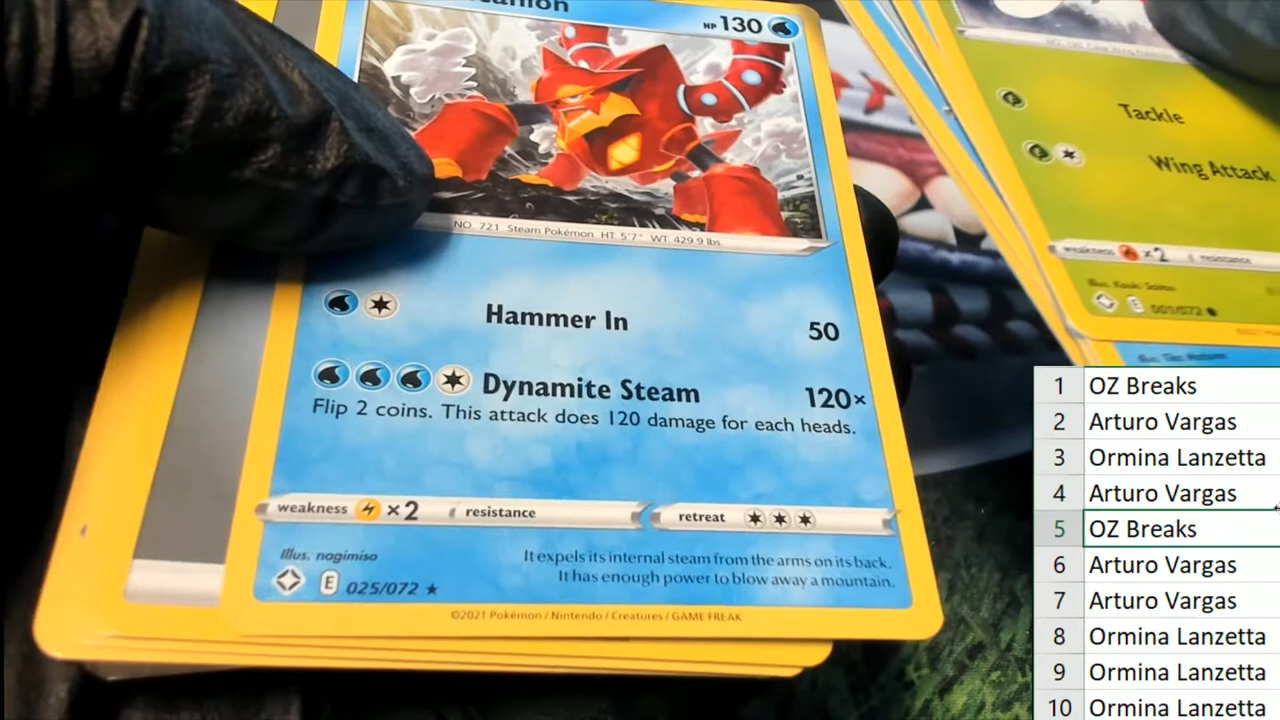 HP 130
NO. 721 Steam Pokémon HT: 5'7" WT: 429.9 lbs.
Hammer In 50
Dynamite Steam 120×
Flip 2 coins. This attack does 120 damage for each heads.
weakness ×2 resistance retreat
Illus. nagimiso
It expels its internal steam from the arms on its back.
It has enough power to blow away a mountain.
E 025/072
©2021 Pokémon / Nintendo / Creatures / GAME FREAK
Tackle
Wing Attack
weakness ×2 resistance
Illus. Kouki Saitou
E 001/072
1 OZ Breaks
2 Arturo Vargas
3 Ormina Lanzetta
4 Arturo Vargas
5 OZ Breaks
6 Arturo Vargas
7 Arturo Vargas
8 Ormina Lanzetta
9 Ormina Lanzetta
10 Ormina Lanzetta